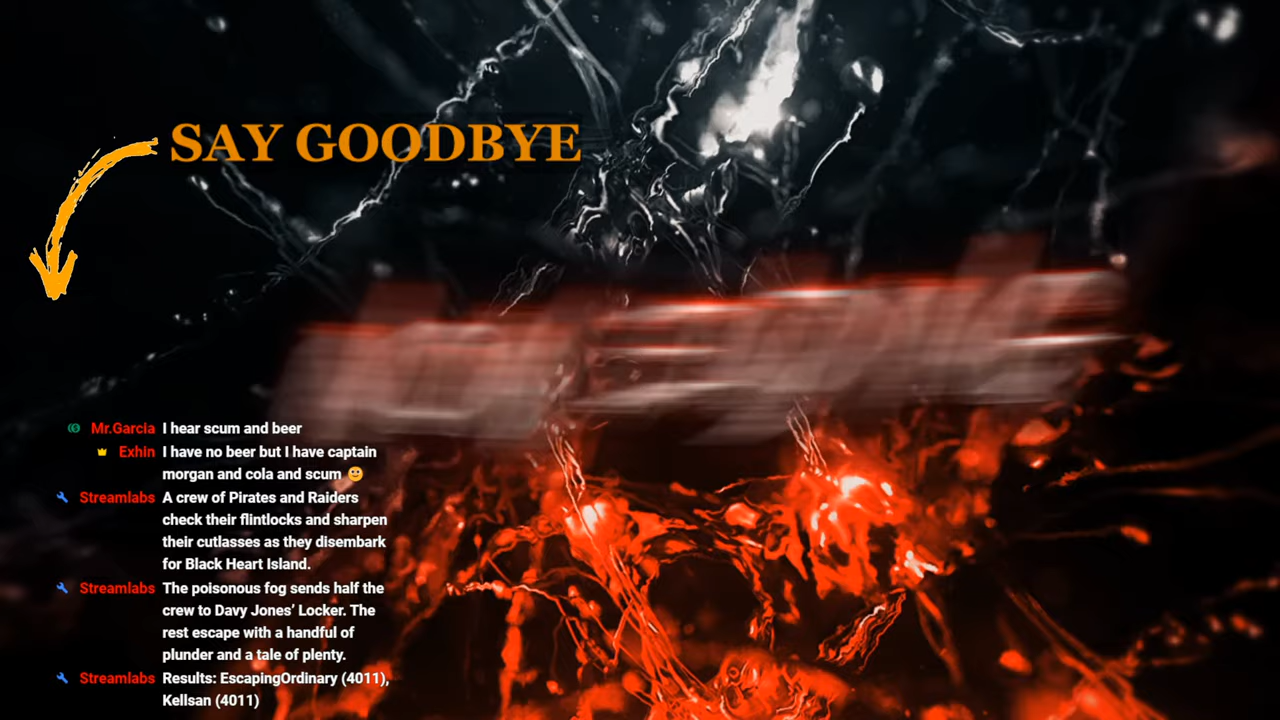 SAY GOODBYE
Mr.Garcia I hear scum and beer
Exhin I have no beer but I have captain
morgan and cola and scum 🙂
Streamlabs A crew of Pirates and Raiders
check their flintlocks and sharpen
their cutlasses as they disembark
for Black Heart Island.
Streamlabs The poisonous fog sends half the
crew to Davy Jones’ Locker. The
rest escape with a handful of
plunder and a tale of plenty.
Streamlabs Results: EscapingOrdinary (4011),
Kellsan (4011)